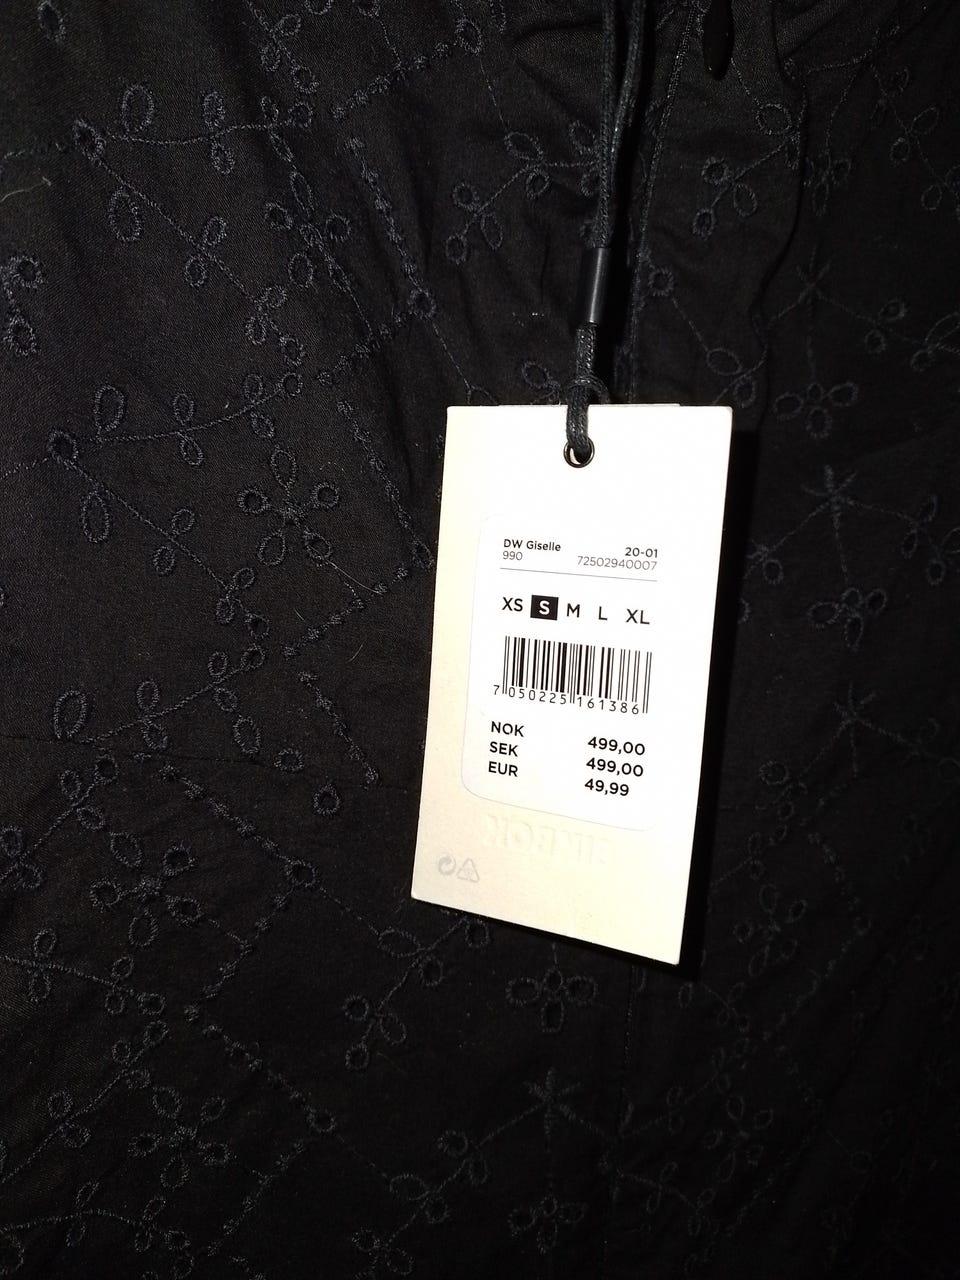 DW Giselle 20-01
990 72502940007
XS S M L XL
7 050225 161386
NOK 499,00
SEK 499,00
EUR 49,99